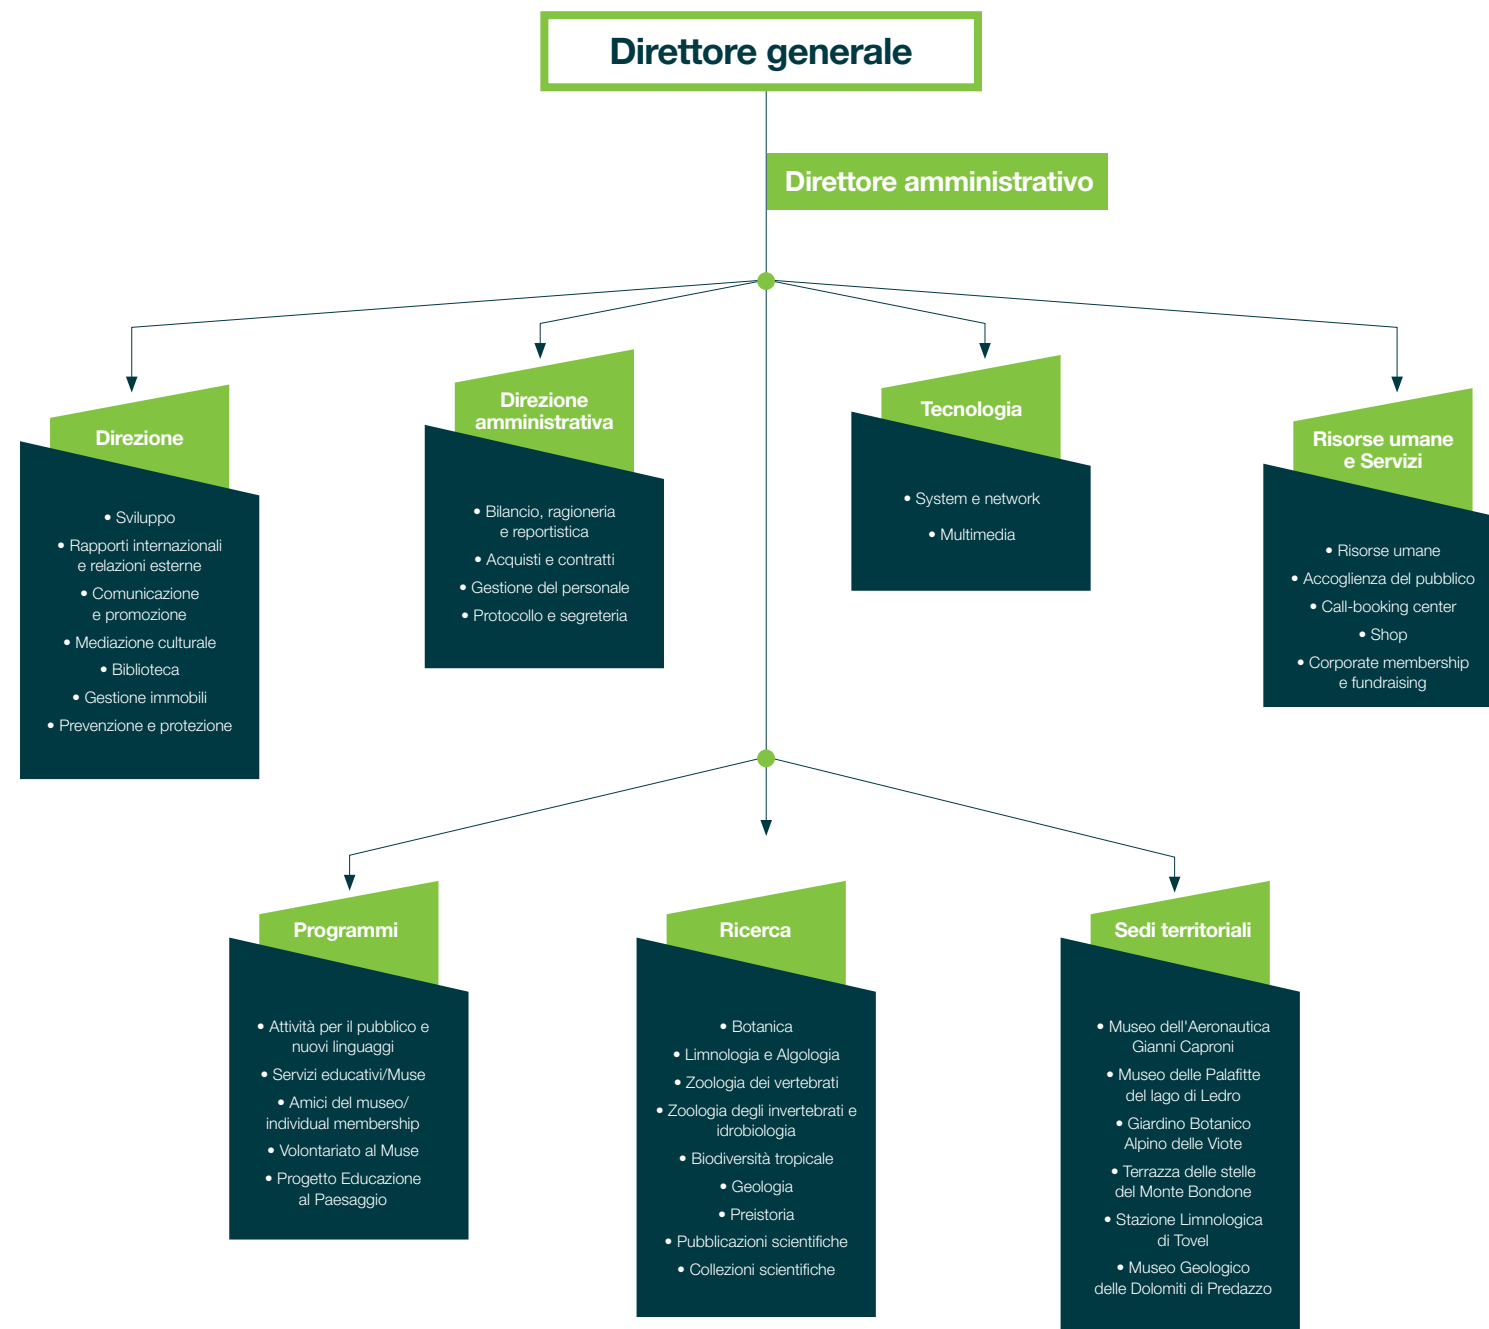 Direttore generale
Direttore amministrativo
Direzione
• Sviluppo
• Rapporti internazionali
e relazioni esterne
• Comunicazione
e promozione
• Mediazione culturale
• Biblioteca
• Gestione immobili
• Prevenzione e protezione
Direzione
amministrativa
• Bilancio, ragioneria
e reportistica
• Acquisti e contratti
• Gestione del personale
• Protocollo e segreteria
Tecnologia
• System e network
• Multimedia
Risorse umane
e Servizi
• Risorse umane
• Accoglienza del pubblico
• Call-booking center
• Shop
• Corporate membership
e fundraising
Programmi
• Attività per il pubblico e
nuovi linguaggi
• Servizi educativi/Muse
• Amici del museo/
individual membership
• Volontariato al Muse
• Progetto Educazione
al Paesaggio
Ricerca
• Botanica
• Limnologia e Algologia
• Zoologia dei vertebrati
• Zoologia degli invertebrati e
idrobiologia
• Biodiversità tropicale
• Geologia
• Preistoria
• Pubblicazioni scientifiche
• Collezioni scientifiche
Sedi territoriali
• Museo dell'Aeronautica
Gianni Caproni
• Museo delle Palafitte
del lago di Ledro
• Giardino Botanico
Alpino delle Viote
• Terrazza delle stelle
del Monte Bondone
• Stazione Limnologica
di Tovel
• Museo Geologico
delle Dolomiti di Predazzo